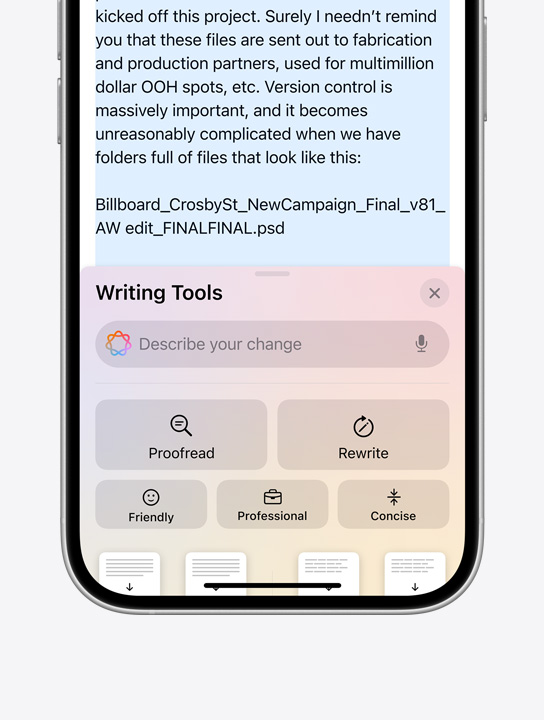 kicked off this project. Surely I needn’t remind
you that these files are sent out to fabrication
and production partners, used for multimillion
dollar OOH spots, etc. Version control is
massively important, and it becomes
unreasonably complicated when we have
folders full of files that look like this:
Billboard_CrosbySt_NewCampaign_Final_v81_
AW edit_FINALFINAL.psd
Writing Tools
Describe your change
Proofread
Rewrite
Friendly
Professional
Concise